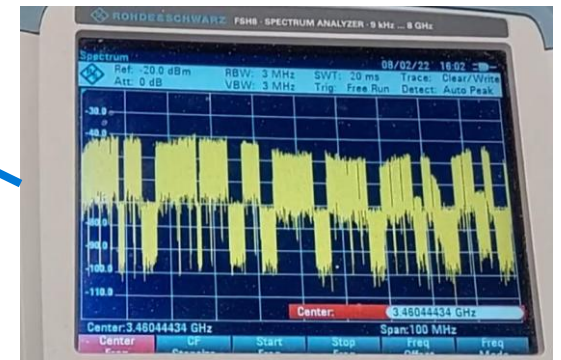 ROHDE&SCHWARZ FSH8 · SPECTRUM ANALYZER · 9 kHz ... 8 GHz
Spectrum 08/02/22 16:02
Ref: -20.0 dBm RBW: 3 MHz SWT: 20 ms Trace: Clear/Write
Att: 0 dB VBW: 3 MHz Trig: Free Run Detect: Auto Peak
-30.0
-40.0
-80.0
-90.0
-100.0
-110.0
Center: 3.46044434 GHz
Center:3.46044434 GHz Span:100 MHz
Center CF Start Stop Freq Freq